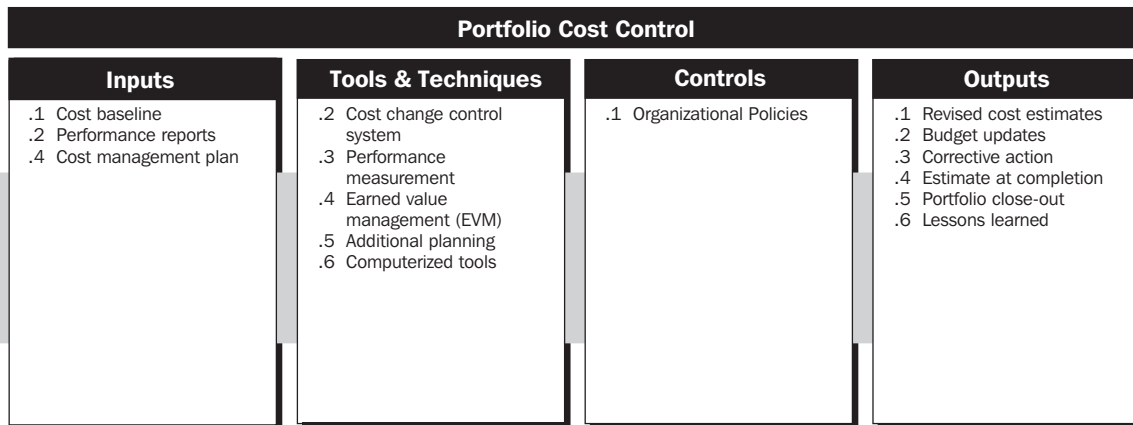 Portfolio Cost Control
Inputs
.1 Cost baseline
.2 Performance reports
.4 Cost management plan
Tools & Techniques
.2 Cost change control
system
.3 Performance
measurement
.4 Earned value
management (EVM)
.5 Additional planning
.6 Computerized tools
Controls
.1 Organizational Policies
Outputs
.1 Revised cost estimates
.2 Budget updates
.3 Corrective action
.4 Estimate at completion
.5 Portfolio close-out
.6 Lessons learned